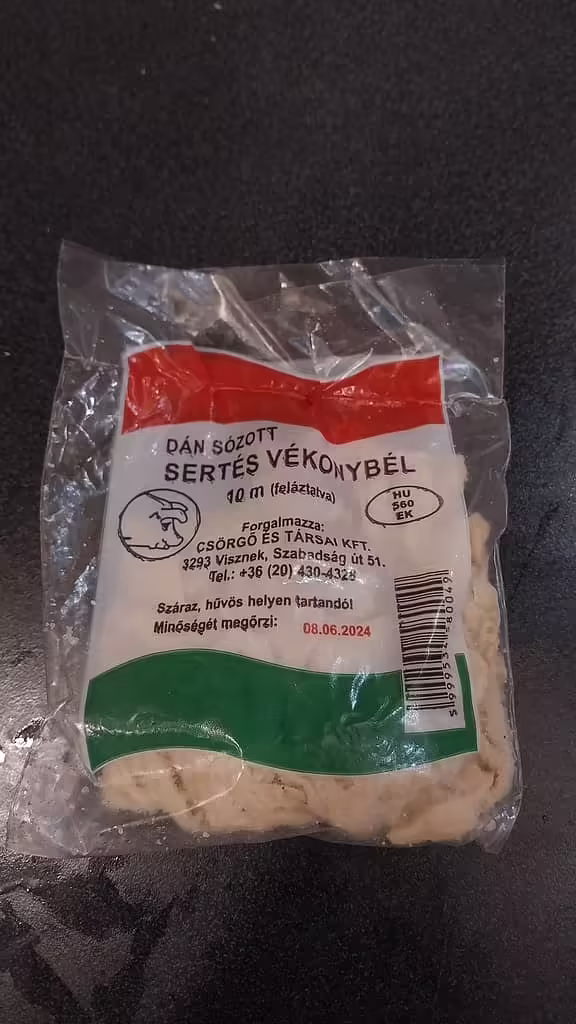 DÁN SÓZOTT
SERTÉS VÉKONYBÉL
10 m (feláztatva)
HU
560
EK
Forgalmazza:
CSÖRGŐ ÉS TÁRSAI KFT.
3293 Visznek, Szabadság út 51.
Tel.: +36 (20) 430-4328
Száraz, hűvös helyen tartandó!
Minőségét megőrzi: 08.06.2024